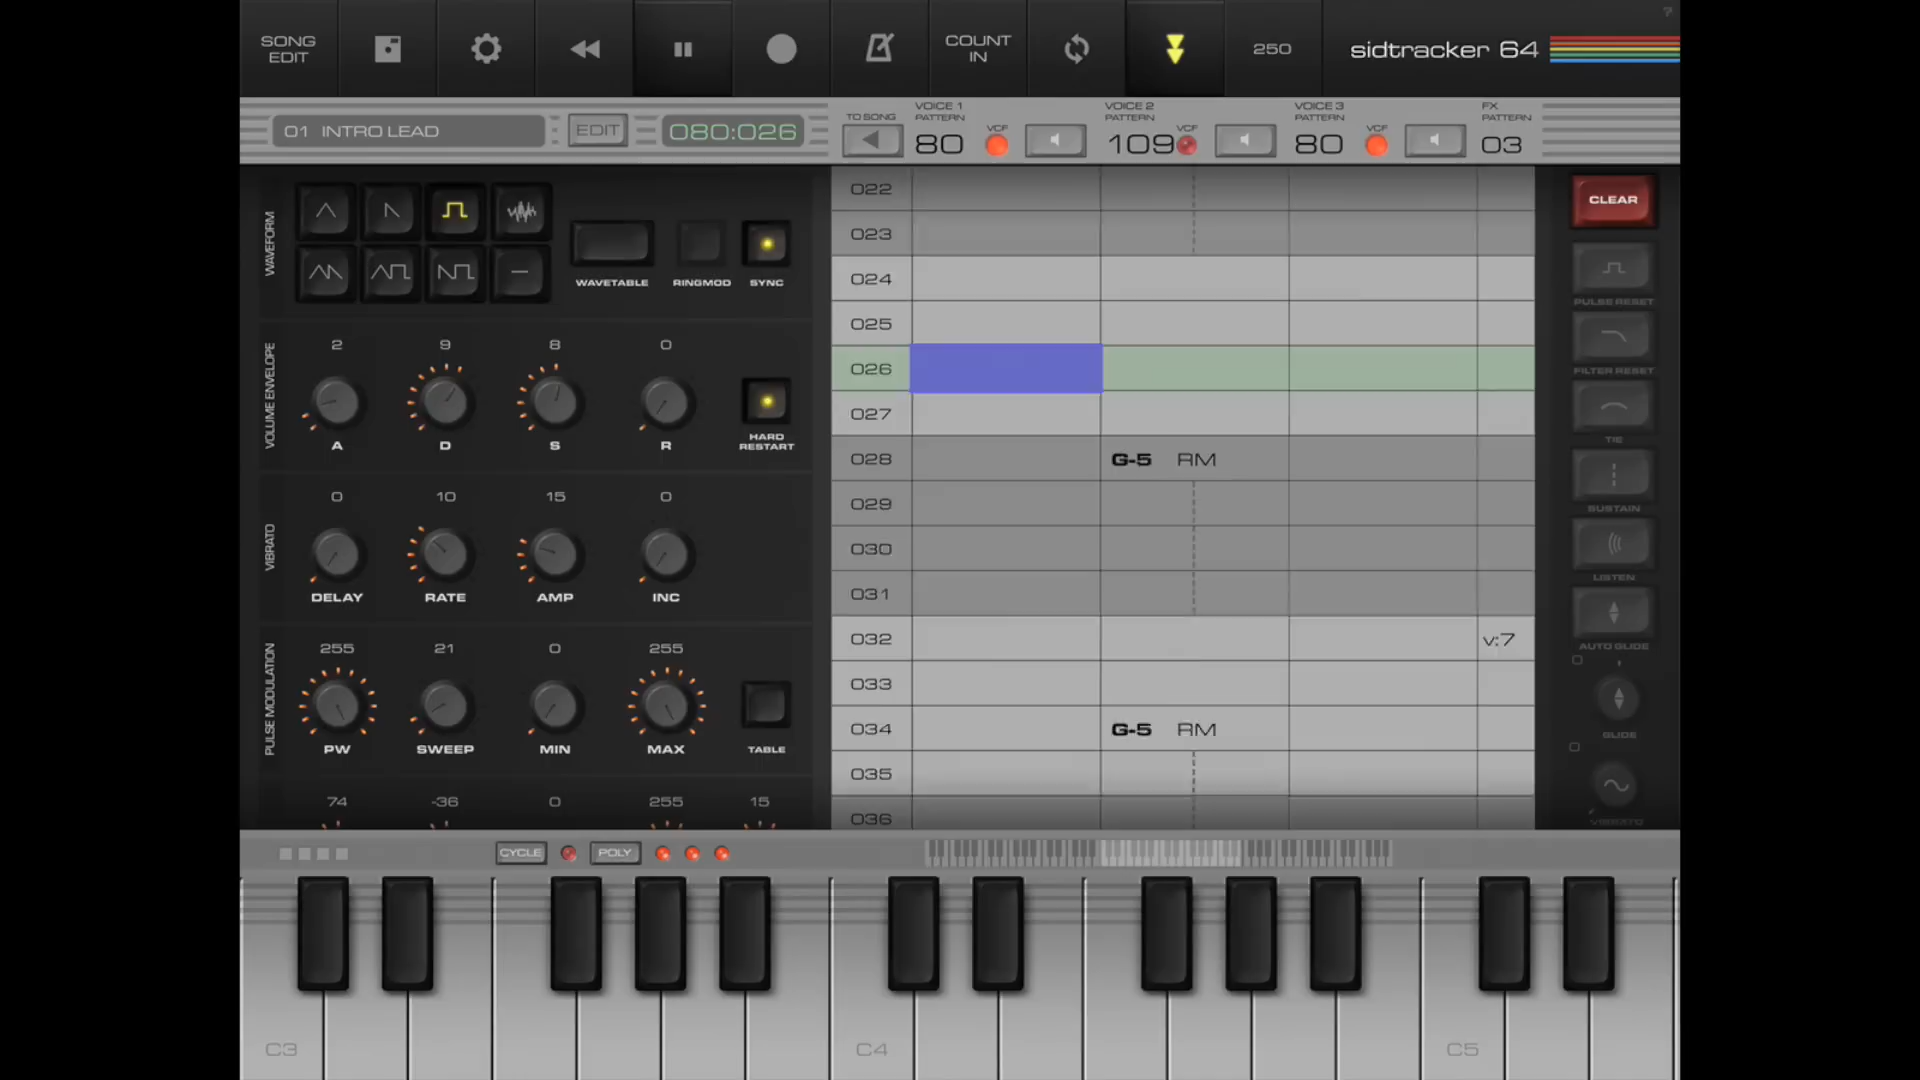 SONG
EDIT
COUNT
IN
250
sidtracker 64
?
01 INTRO LEAD
EDIT
080:026
TO SONG
VOICE 1
PATTERN
80
VCF
VOICE 2
PATTERN
109
VCF
VOICE 3
PATTERN
80
VCF
FX
PATTERN
03
WAVEFORM
WAVETABLE
RINGMOD
SYNC
VOLUME ENVELOPE
2 9 8 0
A D S R
HARD
RESTART
VIBRATO
0 10 15 0
DELAY RATE AMP INC
PULSE MODULATION
255 21 0 255
PW SWEEP MIN MAX TABLE
74 -36 0 255 15
022
023
024
025
026
027
028 G-5 RM
029
030
031
032 v:7
033
034 G-5 RM
035
036
CLEAR
PULSE RESET
FILTER RESET
TIE
SUSTAIN
LISTEN
AUTO GLIDE
GLIDE
VIBRATO
CYCLE
POLY
C3
C4
C5